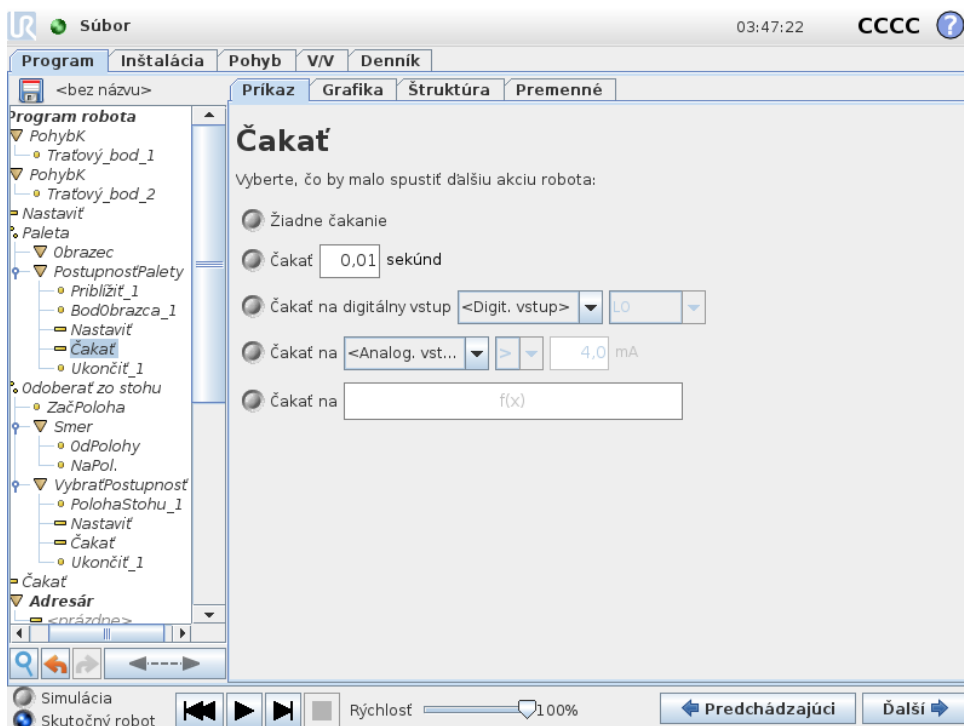 UR Súbor 03:47:22 CCCC ?
Program Inštalácia Pohyb V/V Denník
<bez názvu>
Príkaz Grafika Štruktúra Premenné
Program robota
PohybK
Traťový_bod_1
PohybK
Traťový_bod_2
Nastaviť
Paleta
Obrazec
PostupnosťPalety
Priblížiť_1
BodObrazca_1
Nastaviť
Čakať
Ukončiť_1
Odoberať zo stohu
ZačPoloha
Smer
OdPolohy
NaPol.
VybraťPostupnosť
PolohaStohu_1
Nastaviť
Čakať
Ukončiť_1
Čakať
Adresár
<prázdne>
Čakať
Vyberte, čo by malo spustiť ďalšiu akciu robota:
Žiadne čakanie
Čakať 0,01 sekúnd
Čakať na digitálny vstup <Digit. vstup> LO
Čakať na <Analog. vst... > 4,0 mA
Čakať na f(x)
Simulácia
Skutočný robot
Rýchlosť 100%
Predchádzajúci Ďalší